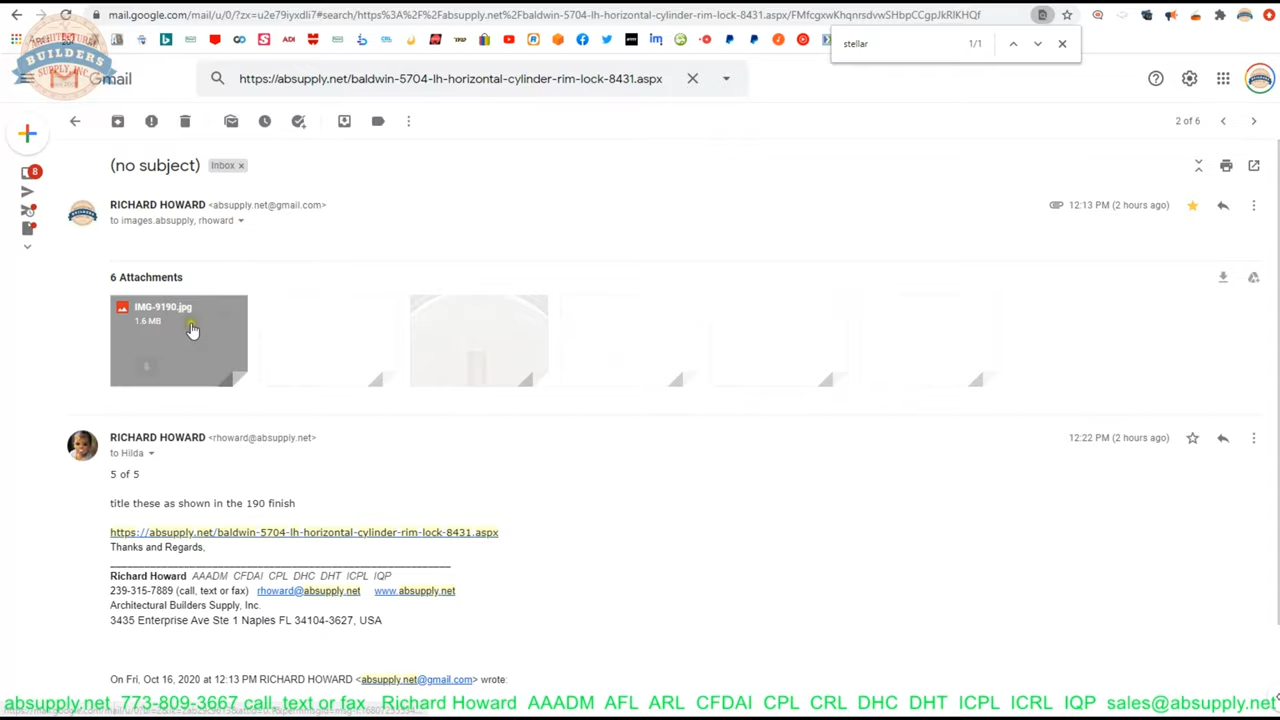 mail.google.com/mail/u/0/?zx=u2e79iyxdli7#search/https%3A%2F%2Fabsupply.net%2Fbaldwin-5704-lh-horizontal-cylinder-rim-lock-8431.aspx/FMfcgxwKhqnrsdvwSHbpCCgpJkRlKHQf
stellar
1/1
ARCHITECTURAL
BUILDERS
SUPPLY, INC.
Gmail
https://absupply.net/baldwin-5704-lh-horizontal-cylinder-rim-lock-8431.aspx
2 of 6
(no subject)
Inbox x
8
RICHARD HOWARD <absupply.net@gmail.com>
12:13 PM (2 hours ago)
to images.absupply, rhoward
6 Attachments
IMG-9190.jpg
1.6 MB
RICHARD HOWARD <rhoward@absupply.net>
12:22 PM (2 hours ago)
to Hilda
5 of 5
title these as shown in the 190 finish
https://absupply.net/baldwin-5704-lh-horizontal-cylinder-rim-lock-8431.aspx
Thanks and Regards,
Richard Howard AAADM CFDAI CPL DHC DHT ICPL IQP
239-315-7889 (call, text or fax) rhoward@absupply.net www.absupply.net
Architectural Builders Supply, Inc.
3435 Enterprise Ave Ste 1 Naples FL 34104-3627, USA
On Fri, Oct 16, 2020 at 12:13 PM RICHARD HOWARD <absupply.net@gmail.com> wrote:
absupply.net 773-809-3667 call, text or fax Richard Howard AAADM AFL ARL CFDAI CPL CRL DHC DHT ICPL ICRL IQP sales@absupply.net